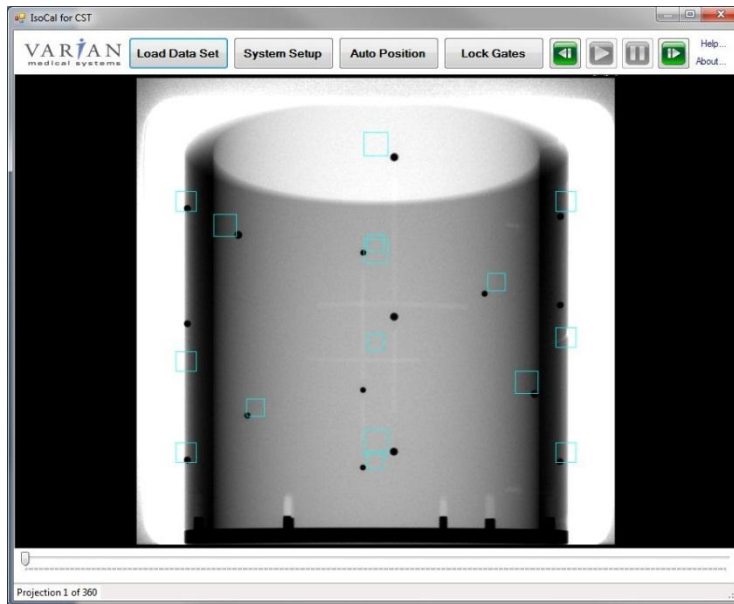 IsoCal for CST
VARIAN
medical systems
Load Data Set
System Setup
Auto Position
Lock Gates
Help...
About...
Projection 1 of 360